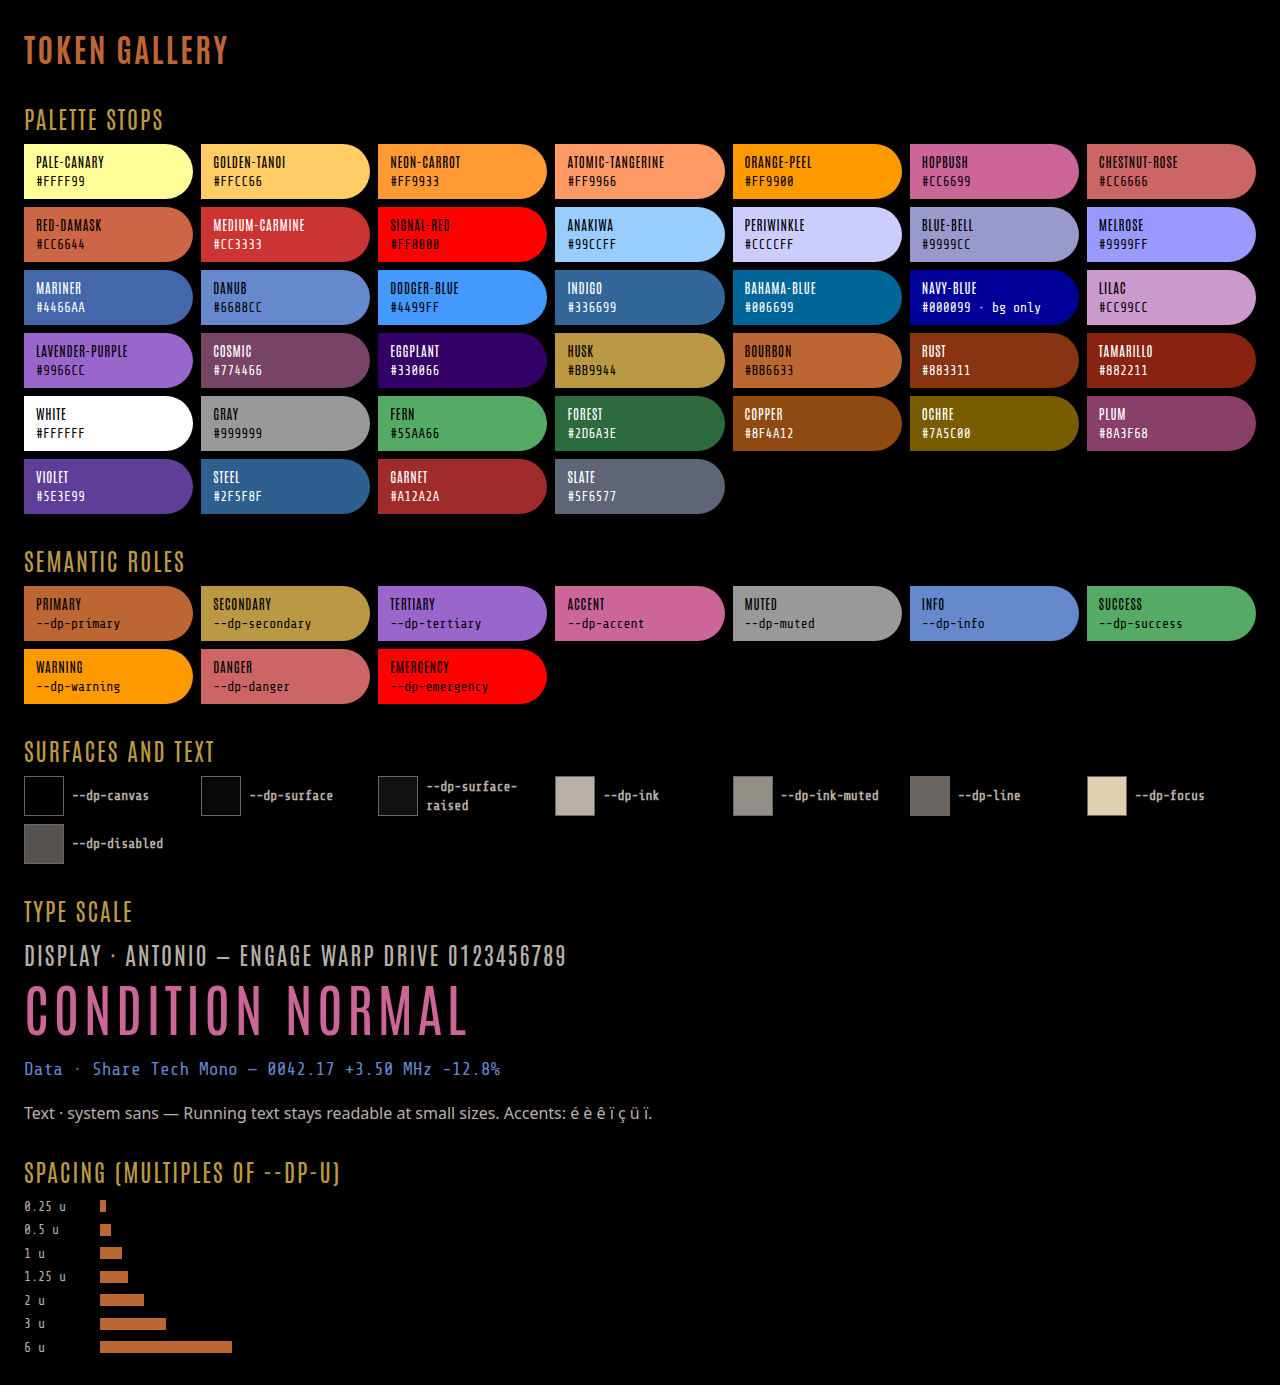 TOKEN GALLERY
PALETTE STOPS
PALE-CANARY
#FFFF99
GOLDEN-TANOI
#FFCC66
NEON-CARROT
#FF9933
ATOMIC-TANGERINE
#FF9966
ORANGE-PEEL
#FF9900
HOPBUSH
#CC6699
CHESTNUT-ROSE
#CC6666
RED-DAMASK
#CC6644
MEDIUM-CARMINE
#CC3333
SIGNAL-RED
#FF0000
ANAKIWA
#99CCFF
PERIWINKLE
#CCCCFF
BLUE-BELL
#9999CC
MELROSE
#9999FF
MARINER
#4466AA
DANUB
#6688CC
DODGER-BLUE
#4499FF
INDIGO
#336699
BAHAMA-BLUE
#006699
NAVY-BLUE
#000099 · bg only
LILAC
#CC99CC
LAVENDER-PURPLE
#9966CC
COSMIC
#774466
EGGPLANT
#330066
HUSK
#BB9944
BOURBON
#BB6633
RUST
#883311
TAMARILLO
#882211
WHITE
#FFFFFF
GRAY
#999999
FERN
#55AA66
FOREST
#2D6A3E
COPPER
#8F4A12
OCHRE
#7A5C00
PLUM
#8A3F68
VIOLET
#5E3E99
STEEL
#2F5F8F
GARNET
#A12A2A
SLATE
#5F6577
SEMANTIC ROLES
PRIMARY
--dp-primary
SECONDARY
--dp-secondary
TERTIARY
--dp-tertiary
ACCENT
--dp-accent
MUTED
--dp-muted
INFO
--dp-info
SUCCESS
--dp-success
WARNING
--dp-warning
DANGER
--dp-danger
EMERGENCY
--dp-emergency
SURFACES AND TEXT
--dp-canvas
--dp-surface
--dp-surface-
raised
--dp-ink
--dp-ink-muted
--dp-line
--dp-focus
--dp-disabled
TYPE SCALE
DISPLAY · ANTONIO — ENGAGE WARP DRIVE 0123456789
CONDITION NORMAL
Data · Share Tech Mono — 0042.17 +3.50 MHz −12.8%
Text · system sans — Running text stays readable at small sizes. Accents: é è ê ï ç ü ï.
SPACING (MULTIPLES OF --DP-U)
0.25 u
0.5 u
1 u
1.25 u
2 u
3 u
6 u